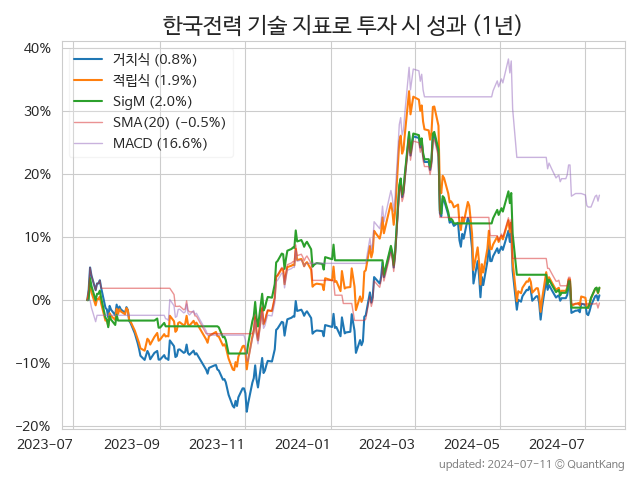 한국전력 기술 지표로 투자 시 성과 (1년)
40%
30%
20%
10%
0%
−10%
−20%
거치식 (0.8%)
적립식 (1.9%)
SigM (2.0%)
SMA(20) (−0.5%)
MACD (16.6%)
2023-07
2023-09
2023-11
2024-01
2024-03
2024-05
2024-07
updated: 2024-07-11 © QuantKang